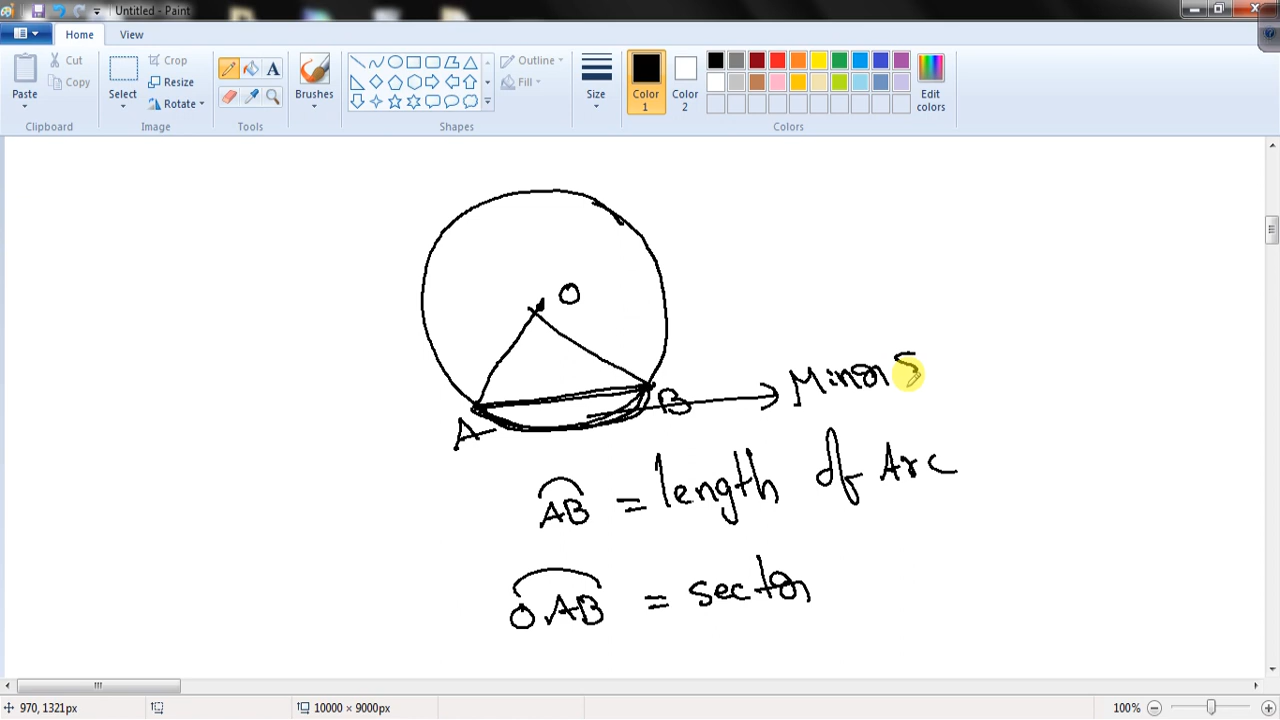 Untitled - Paint
Home View
Paste
Cut
Copy
Select
Crop
Resize
Rotate
Brushes
Outline
Fill
Size
Color 1
Color 2
Edit colors
Clipboard Image Tools Shapes Colors
O
A
B
Minor S
AB = length of Arc
OAB = sector
970, 1321px 10000 × 9000px 100%